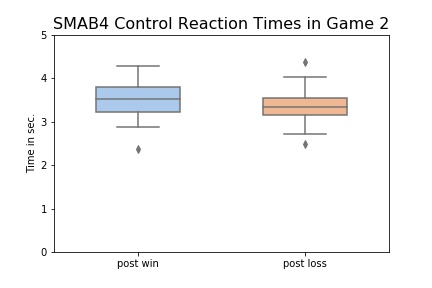 SMAB4 Control Reaction Times in Game 2
Time in sec.
5
4
3
2
1
0
post win
post loss